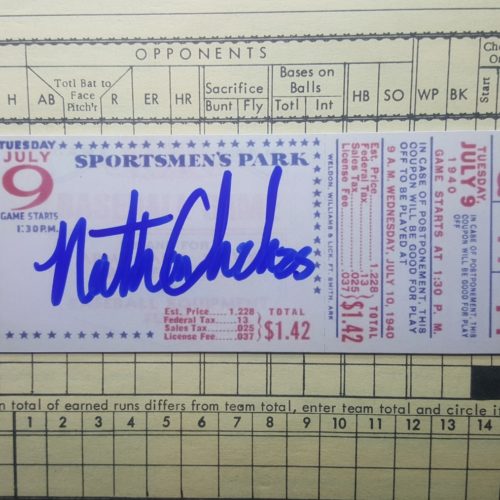 OPPONENTS
H AB Totl Bat to Face Pitch'r R ER HR Sacrifice Bunt Fly Bases on Balls Totl Int HB SO WP BK Start
TUESDAY
JULY
9
GAME STARTS
1:30 P.M.
SPORTSMEN'S PARK
Est. Price 1.228
Federal Tax .13
Sales Tax .025
License Fee .037
TOTAL
$1.42
WELDON, WILLIAMS & LICK, FT. SMITH, ARK
Est. Price 1.228
Federal Tax .13
Sales Tax .025
License Fee .037
TOTAL
$1.42
9 A.M. WEDNESDAY, JULY 10, 1940
OFF TO BE PLAYED AT
COUPON WILL BE GOOD FOR PLAY
IN CASE OF POSTPONEMENT, THIS
GAME STARTS AT 1:30 P. M.
1940
JULY 9
TUESDAY
IN CASE OF POSTPONEMENT, THIS
COUPON WILL BE GOOD FOR PLAY
OFF
n total of earned runs differs from team total, enter team total and circle i
1 2 3 4 5 6 7 8 9 10 11 12 13 14